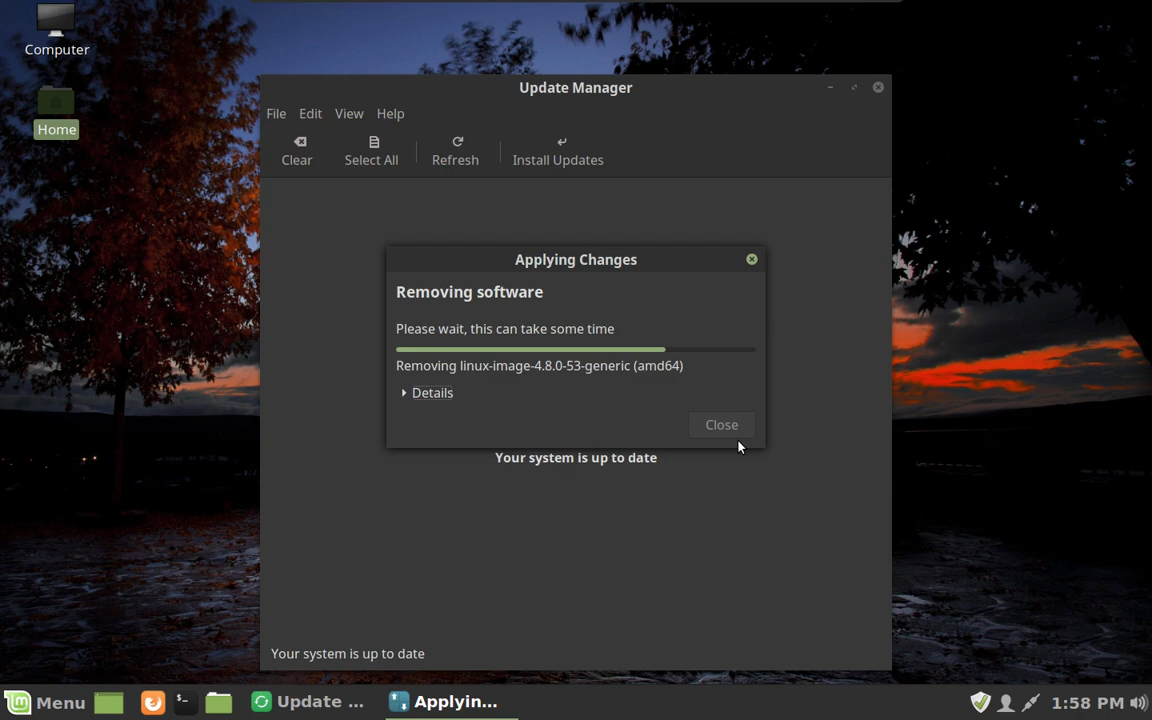 Computer
Home
Update Manager
File Edit View Help
Clear Select All Refresh Install Updates
Applying Changes
Removing software
Please wait, this can take some time
Removing linux-image-4.8.0-53-generic (amd64)
Details
Close
Your system is up to date
Your system is up to date
Menu Update ... Applyin... 1:58 PM